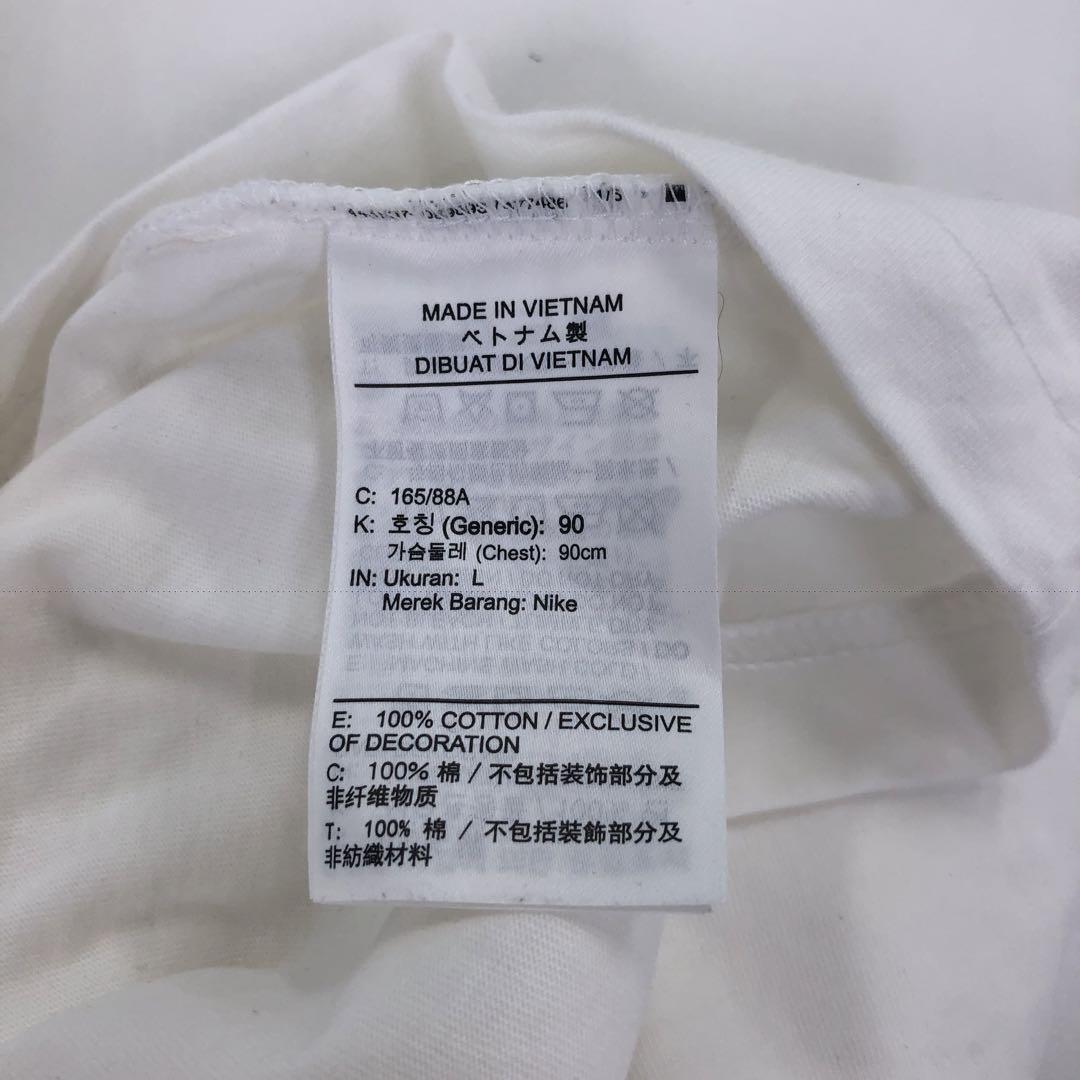 1/5
MADE IN VIETNAM
ベトナム製
DIBUAT DI VIETNAM
C: 165/88A
K: 호칭 (Generic): 90
가슴둘레 (Chest): 90cm
IN: Ukuran: L
Merek Barang: Nike
E: 100% COTTON / EXCLUSIVE
OF DECORATION
C: 100% 棉 / 不包括装饰部分及
非纤维物质
T: 100% 棉 / 不包括裝飾部分及
非紡織材料